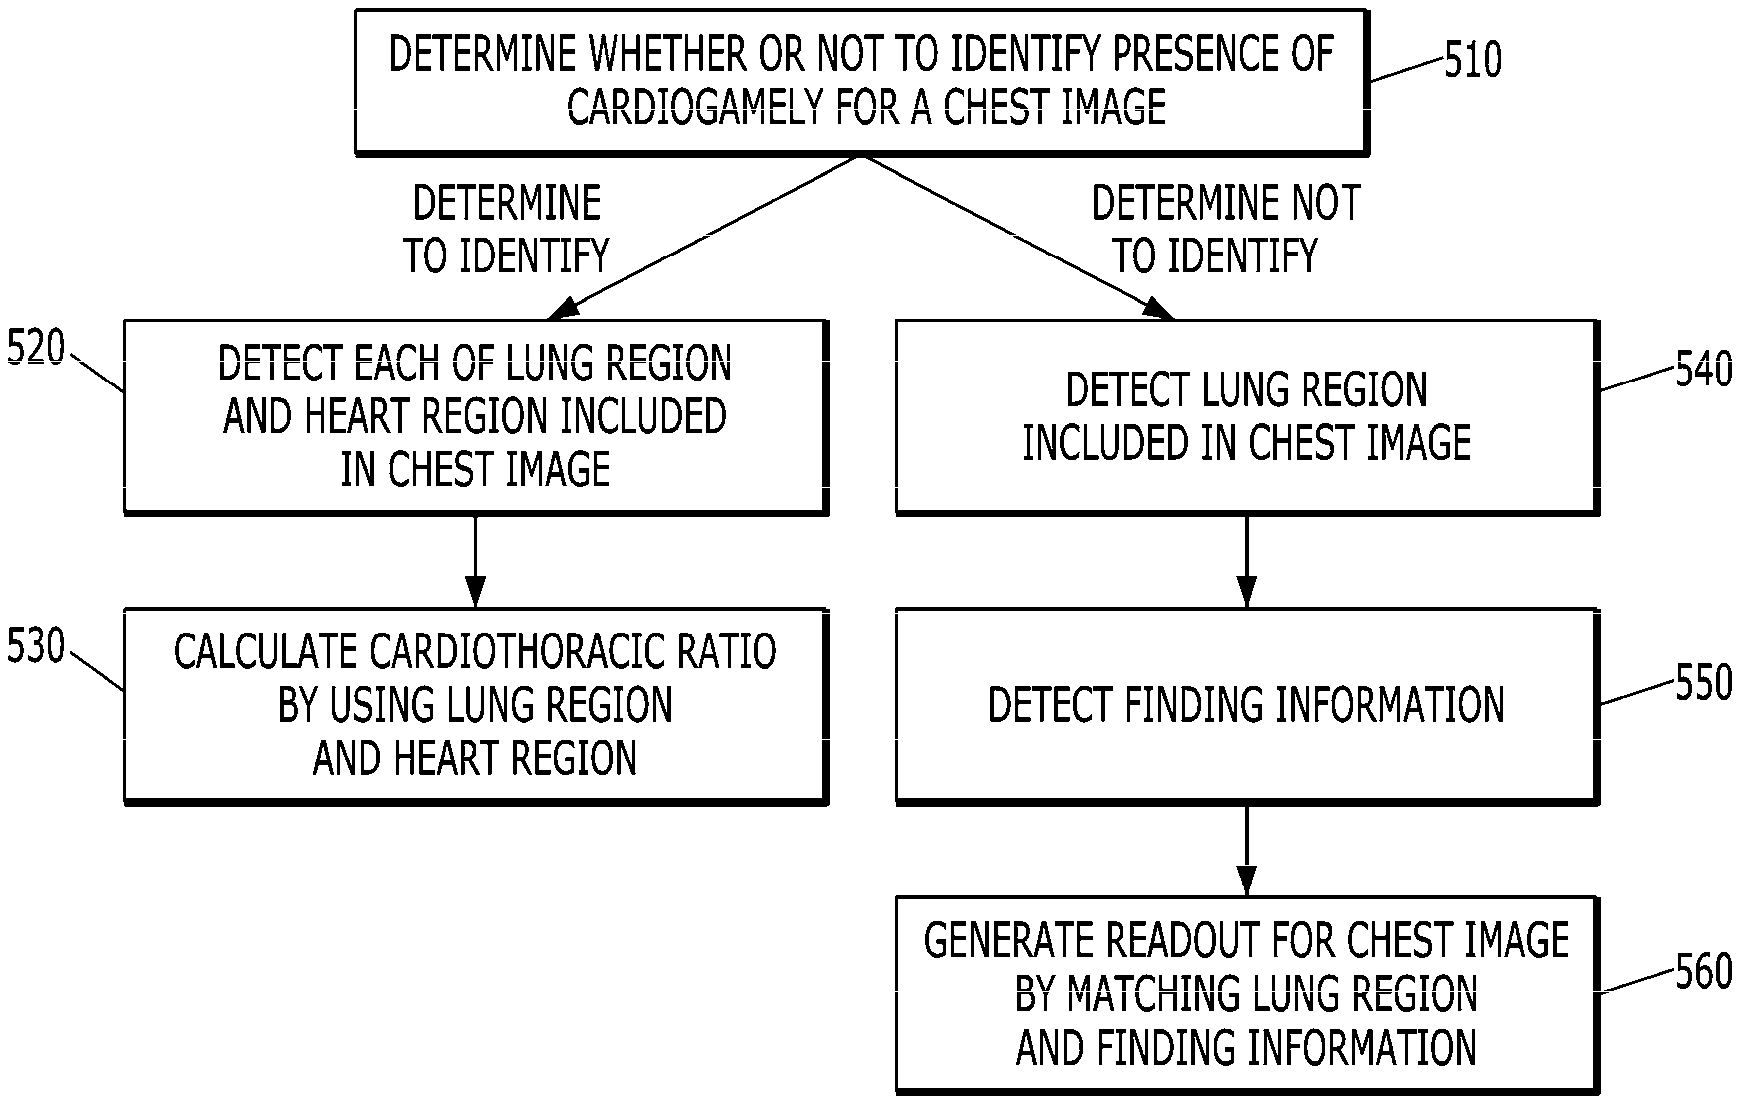 DETERMINE WHETHER OR NOT TO IDENTIFY PRESENCE OF
CARDIOGAMELY FOR A CHEST IMAGE
510
DETERMINE
TO IDENTIFY
DETERMINE NOT
TO IDENTIFY
520
DETECT EACH OF LUNG REGION
AND HEART REGION INCLUDED
IN CHEST IMAGE
540
DETECT LUNG REGION
INCLUDED IN CHEST IMAGE
530
CALCULATE CARDIOTHORACIC RATIO
BY USING LUNG REGION
AND HEART REGION
550
DETECT FINDING INFORMATION
GENERATE READOUT FOR CHEST IMAGE
BY MATCHING LUNG REGION
AND FINDING INFORMATION
560